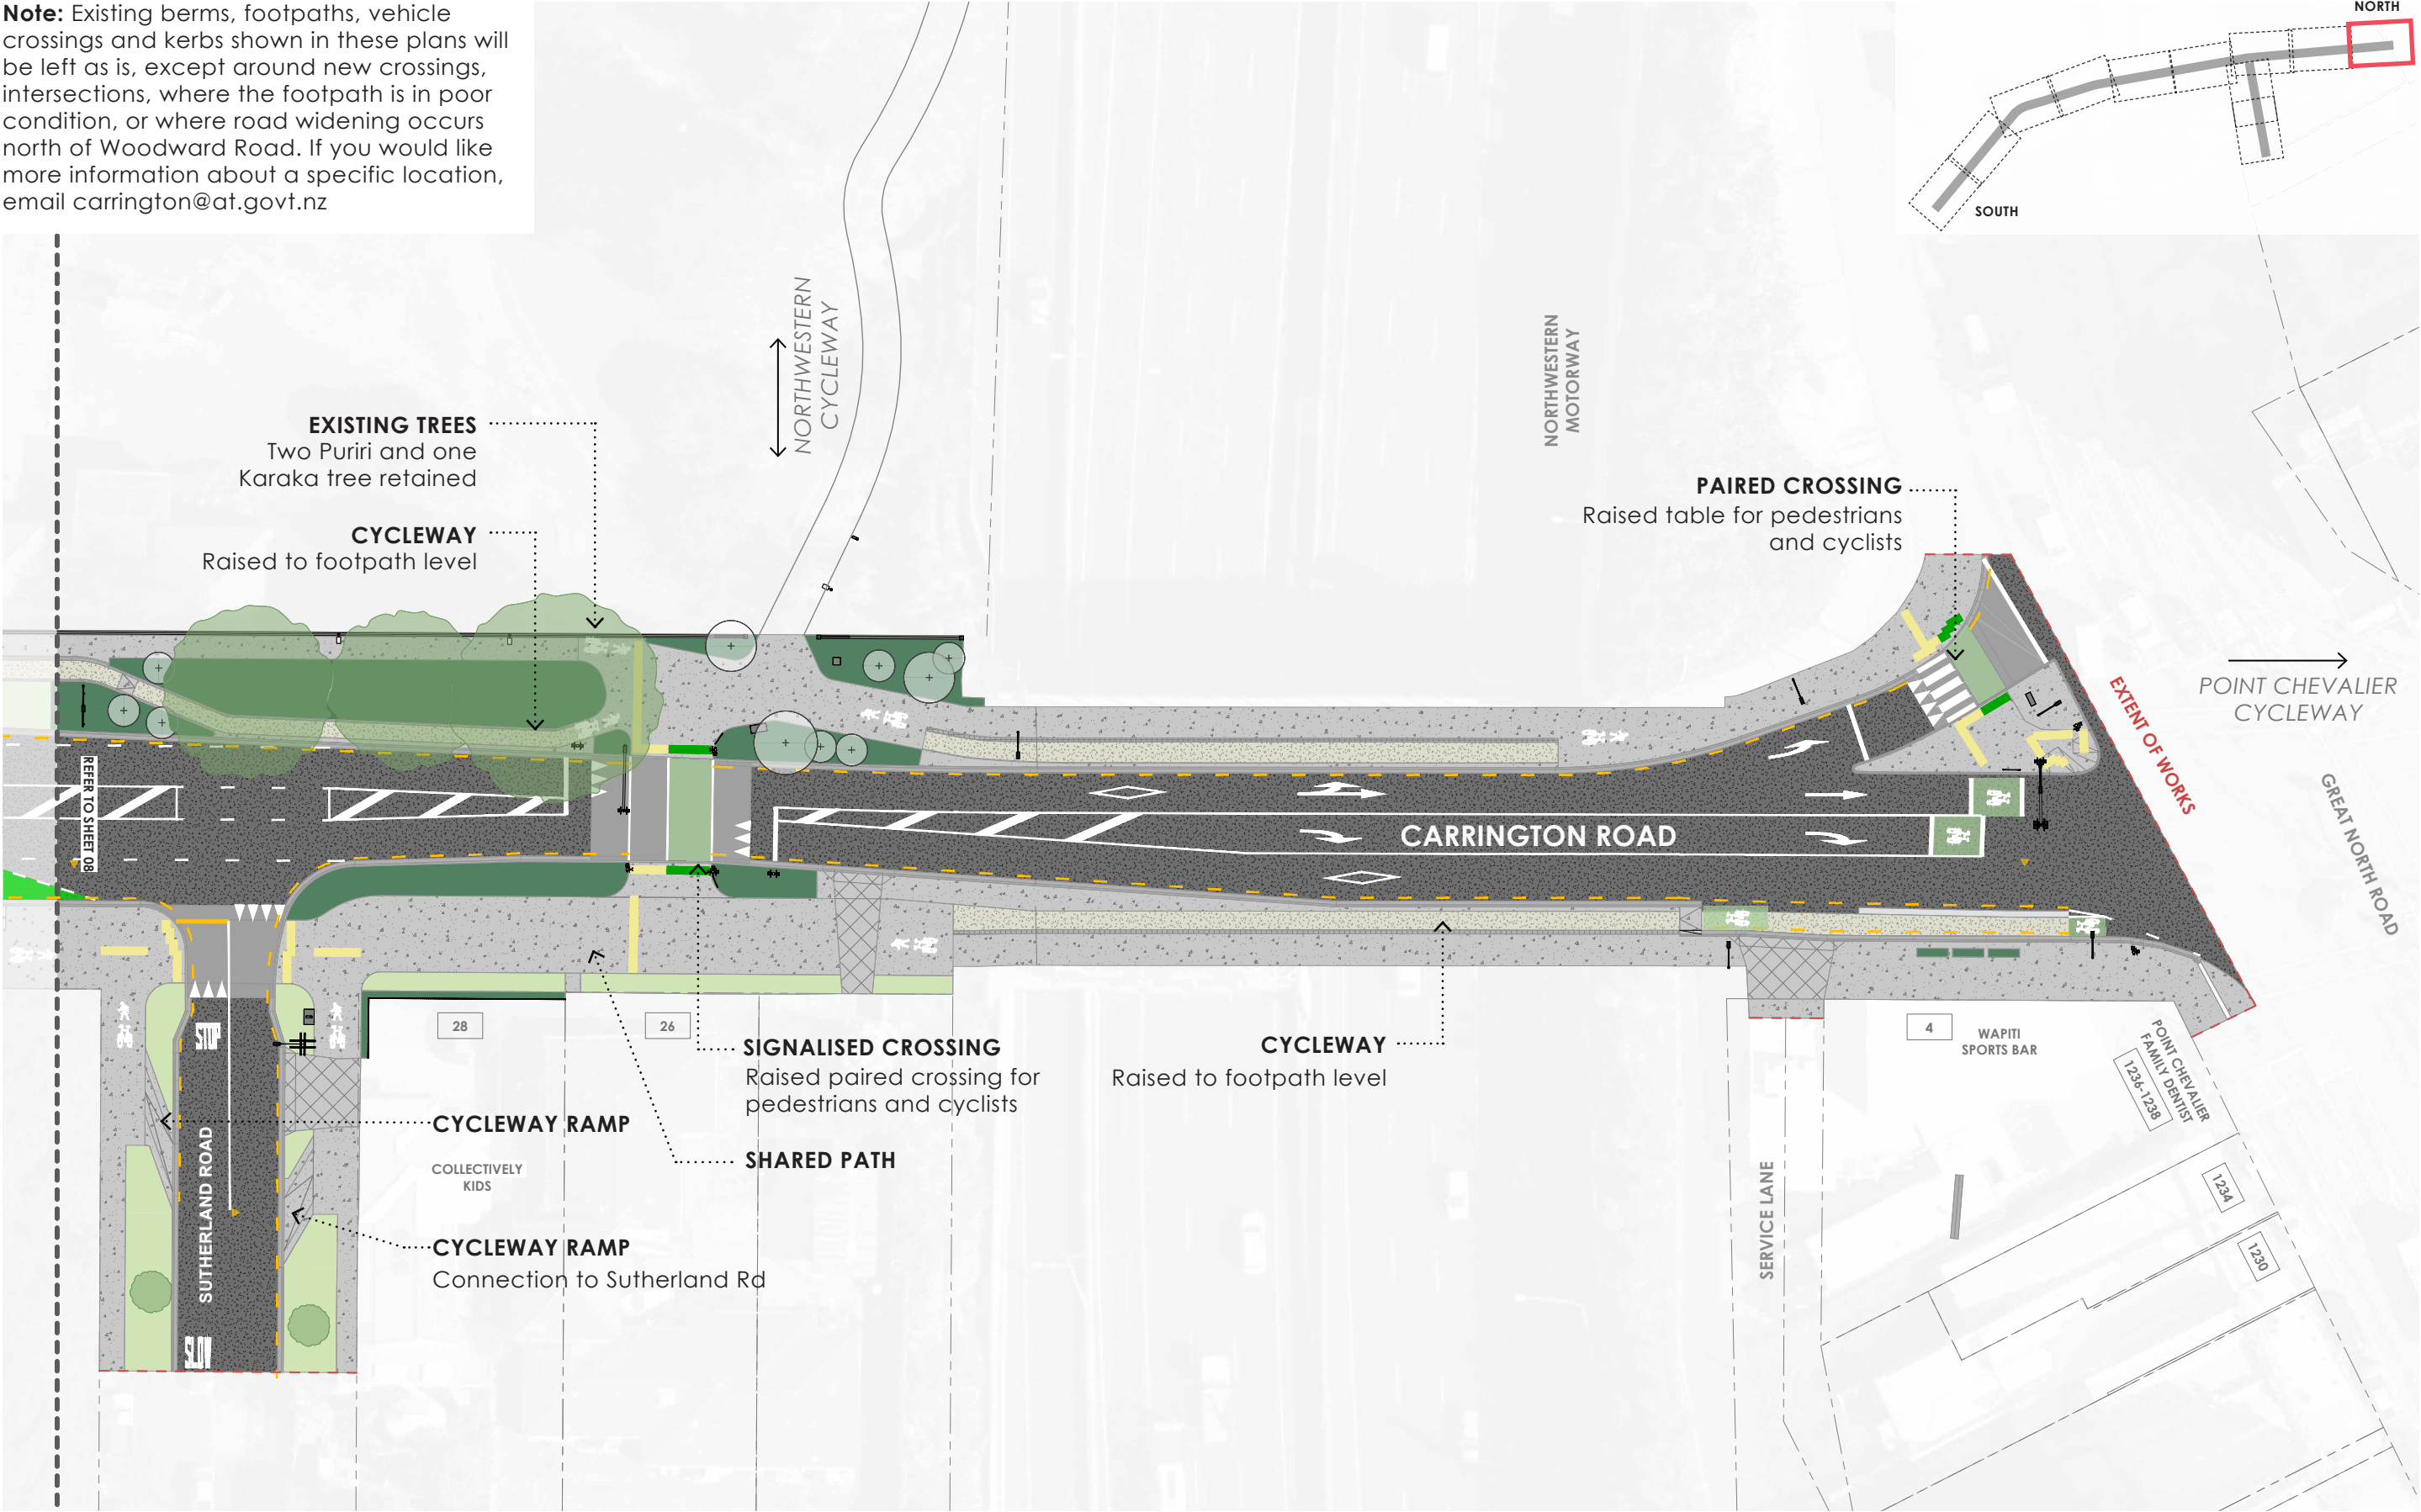 Note: Existing berms, footpaths, vehicle
crossings and kerbs shown in these plans will
be left as is, except around new crossings,
intersections, where the footpath is in poor
condition, or where road widening occurs
north of Woodward Road. If you would like
more information about a specific location,
email carrington@at.govt.nz
NORTH
SOUTH
NORTHWESTERN
CYCLEWAY
NORTHWESTERN
MOTORWAY
EXISTING TREES
Two Puriri and one
Karaka tree retained
CYCLEWAY
Raised to footpath level
PAIRED CROSSING
Raised table for pedestrians
and cyclists
POINT CHEVALIER
CYCLEWAY
EXTENT OF WORKS
GREAT NORTH ROAD
REFER TO SHEET 08
CARRINGTON ROAD
STOP
28
26
SIGNALISED CROSSING
Raised paired crossing for
pedestrians and cyclists
CYCLEWAY
Raised to footpath level
4
WAPITI
SPORTS BAR
POINT CHEVALIER
FAMILY DENTIST
1236-1238
CYCLEWAY RAMP
SHARED PATH
COLLECTIVELY
KIDS
SUTHERLAND ROAD
CYCLEWAY RAMP
Connection to Sutherland Rd
SERVICE LANE
1234
1230